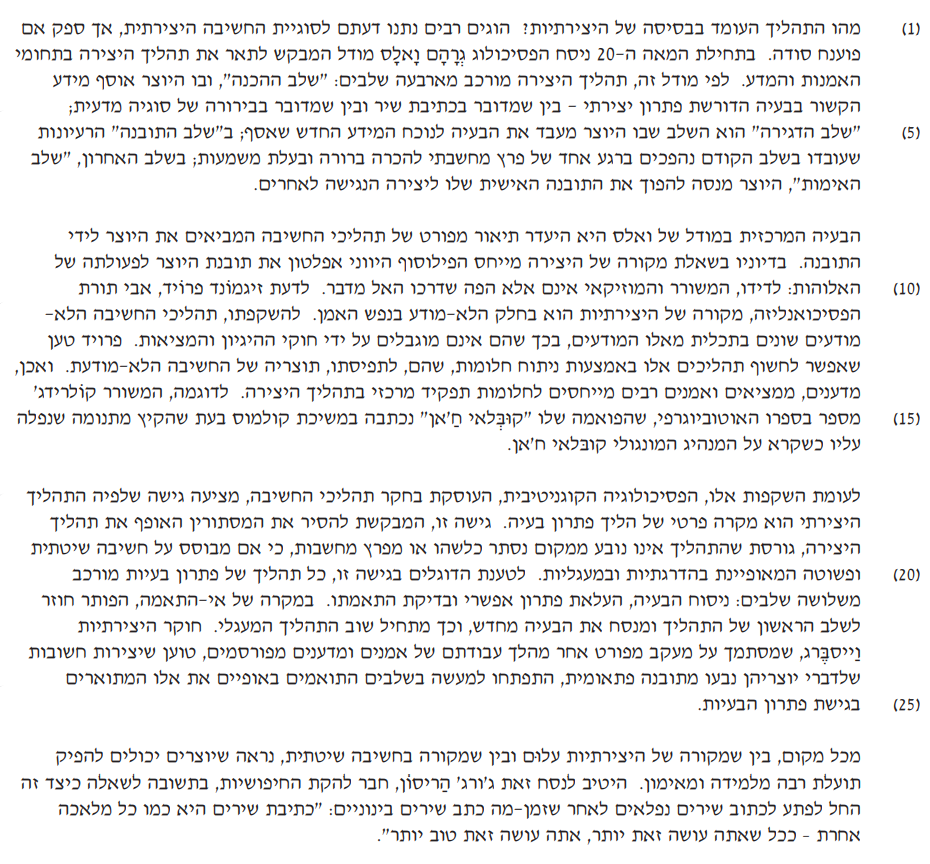 (1) מהו התהליך העומד בבסיסה של היצירתיות? הוגים רבים נתנו דעתם לסוגיית החשיבה היצירתית, אך ספק אם
פוענח סודה. בתחילת המאה ה-20 ניסח הפסיכולוג גְרָהָם וָאלָס מודל המבקש לתאר את תהליך היצירה בתחומי
האמנות והמדע. לפי מודל זה, תהליך היצירה מורכב מארבעה שלבים: "שלב ההכנה", ובו היוצר אוסף מידע
הקשור בבעיה הדורשת פתרון יצירתי - בין שמדובר בכתיבת שיר ובין שמדובר בבירורה של סוגיה מדעית;
(5) "שלב הדגירה" הוא השלב שבו היוצר מעבד את הבעיה לנוכח המידע החדש שאסף; ב"שלב התובנה" הרעיונות
שעובדו בשלב הקודם נהפכים ברגע אחד של פרץ מחשבתי להכרה ברורה ובעלת משמעות; בשלב האחרון, "שלב
האימות", היוצר מנסה להפוך את התובנה האישית שלו ליצירה הנגישה לאחרים.
הבעיה המרכזית במודל של ואלס היא היעדר תיאור מפורט של תהליכי החשיבה המביאים את היוצר לידי
התובנה. בדיוניו בשאלת מקורה של היצירה מייחס הפילוסוף היווני אפלטון את תובנת היוצר לפעולתה של
(10) האלוהות: לדידו, המשורר והמוזיקאי אינם אלא הפה שדרכו האל מדבר. לדעת זיגמוֹנד פרוֹיד, אבי תורת
הפסיכואנליזה, מקורה של היצירתיות הוא בחלק הלא-מודע בנפש האמן. להשקפתו, תהליכי החשיבה הלא-
מודעים שונים בתכלית מאלו המודעים, בכך שהם אינם מוגבלים על ידי חוקי ההיגיון והמציאות. פרויד טען
שאפשר לחשוף תהליכים אלו באמצעות ניתוח חלומות, שהם, לתפיסתו, תוצריה של החשיבה הלא-מודעת. ואכן,
מדענים, ממציאים ואמנים רבים מייחסים לחלומות תפקיד מרכזי בתהליך היצירה. לדוגמה, המשורר קוֹלרידג'
(15) מספר בספרו האוטוביוגרפי, שהפואמה שלו "קוּבְּלאי חַ'אן" נכתבה במשיכת קולמוס בעת שהקיץ מתנומה שנפלה
עליו כשקרא על המנהיג המונגולי קובלאי ח'אן.
לעומת השקפות אלו, הפסיכולוגיה הקוגניטיבית, העוסקת בחקר תהליכי החשיבה, מציעה גישה שלפיה התהליך
היצירתי הוא מקרה פרטי של הליך פתרון בעיה. גישה זו, המבקשת להסיר את המסתורין האופף את תהליך
היצירה, גורסת שהתהליך אינו נובע ממקום נסתר כלשהו או מפרץ מחשבות, כי אם מבוסס על חשיבה שיטתית
(20) ופשוטה המאופיינת בהדרגתיות ובמעגליות. לטענת הדוגלים בגישה זו, כל תהליך של פתרון בעיות מורכב
משלושה שלבים: ניסוח הבעיה, העלאת פתרון אפשרי ובדיקת התאמתו. במקרה של אי-התאמה, הפותר חוזר
לשלב הראשון של התהליך ומנסח את הבעיה מחדש, וכך מתחיל שוב התהליך המעגלי. חוקר היצירתיות
וַייסבֶּרג, שמסתמך על מעקב מפורט אחר מהלך עבודתם של אמנים ומדענים מפורסמים, טוען שיצירות חשובות
שלדברי יוצריהן נבעו מתובנה פתאומית, התפתחו למעשה בשלבים התואמים באופיים את אלו המתוארים
(25) בגישת פתרון הבעיות.
מכל מקום, בין שמקורה של היצירתיות עלום ובין שמקורה בחשיבה שיטתית, נראה שיוצרים יכולים להפיק
תועלת רבה מלמידה ומאימון. היטיב לנסח זאת ג'ורג' הַריסוֹן, חבר להקת החיפושיות, בתשובה לשאלה כיצד זה
החל לפתע לכתוב שירים נפלאים לאחר שזמן-מה כתב שירים בינוניים: "כתיבת שירים היא כמו כל מלאכה
אחרת - ככל שאתה עושה זאת יותר, אתה עושה זאת טוב יותר".